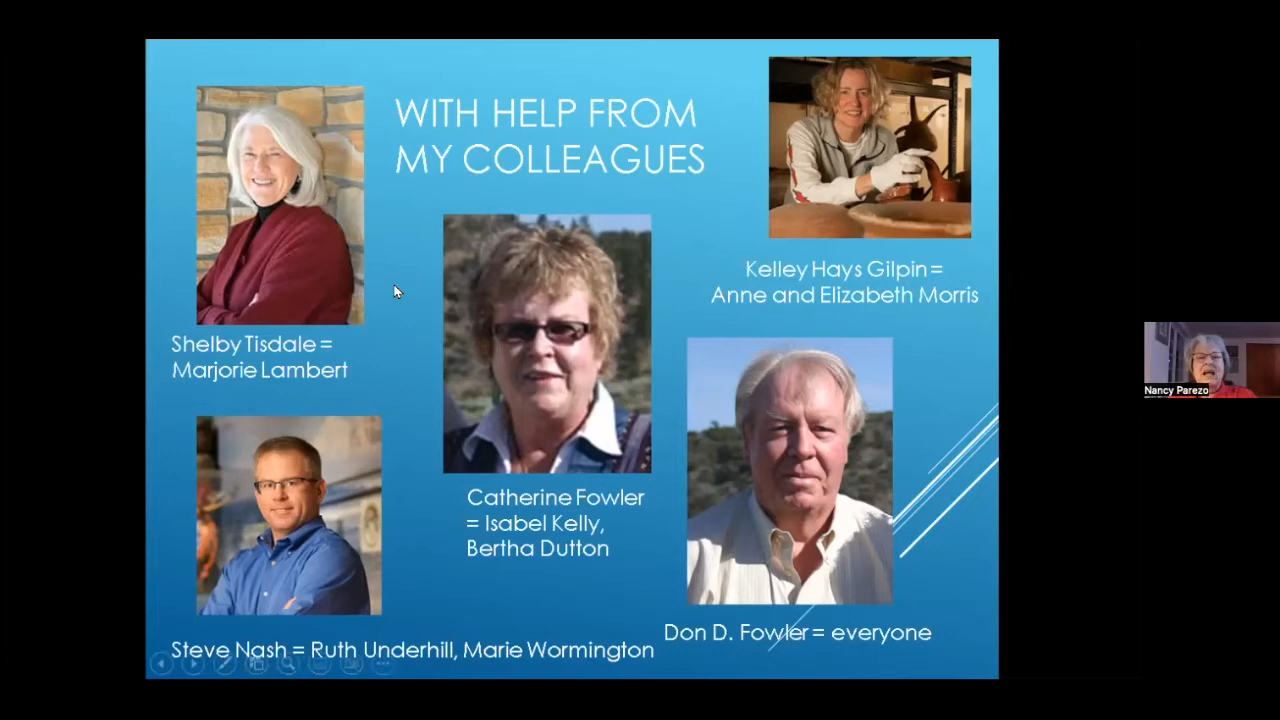 WITH HELP FROM
MY COLLEAGUES
Kelley Hays Gilpin =
Anne and Elizabeth Morris
Shelby Tisdale =
Marjorie Lambert
Catherine Fowler
= Isabel Kelly,
Bertha Dutton
Don D. Fowler = everyone
Steve Nash = Ruth Underhill, Marie Wormington
Nancy Parezo